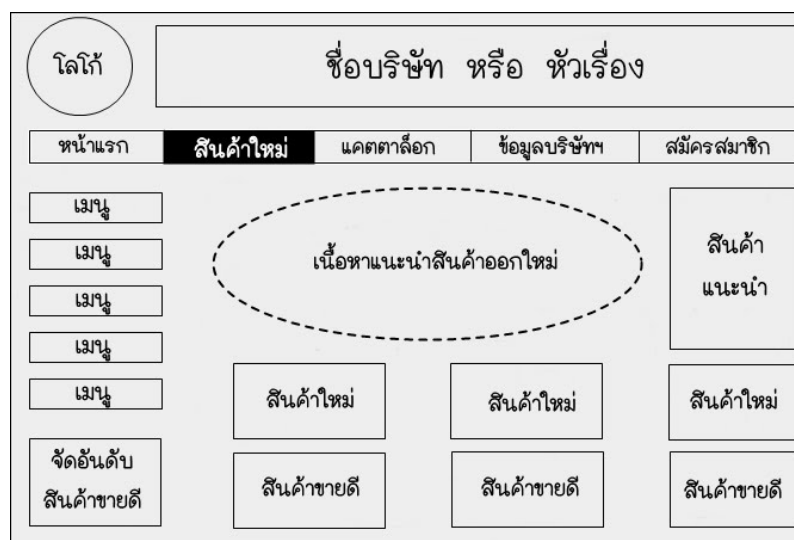 โลโก้
ชื่อบริษัท หรือ หัวเรื่อง
หน้าแรก
สินค้าใหม่
แคตตาล็อก
ข้อมูลบริษัทฯ
สมัครสมาชิก
เมนู
เมนู
เมนู
เมนู
เมนู
จัดอันดับ
สินค้าขายดี
เนื้อหาแนะนำสินค้าออกใหม่
สินค้า
แนะนำ
สินค้าใหม่
สินค้าใหม่
สินค้าใหม่
สินค้าขายดี
สินค้าขายดี
สินค้าขายดี